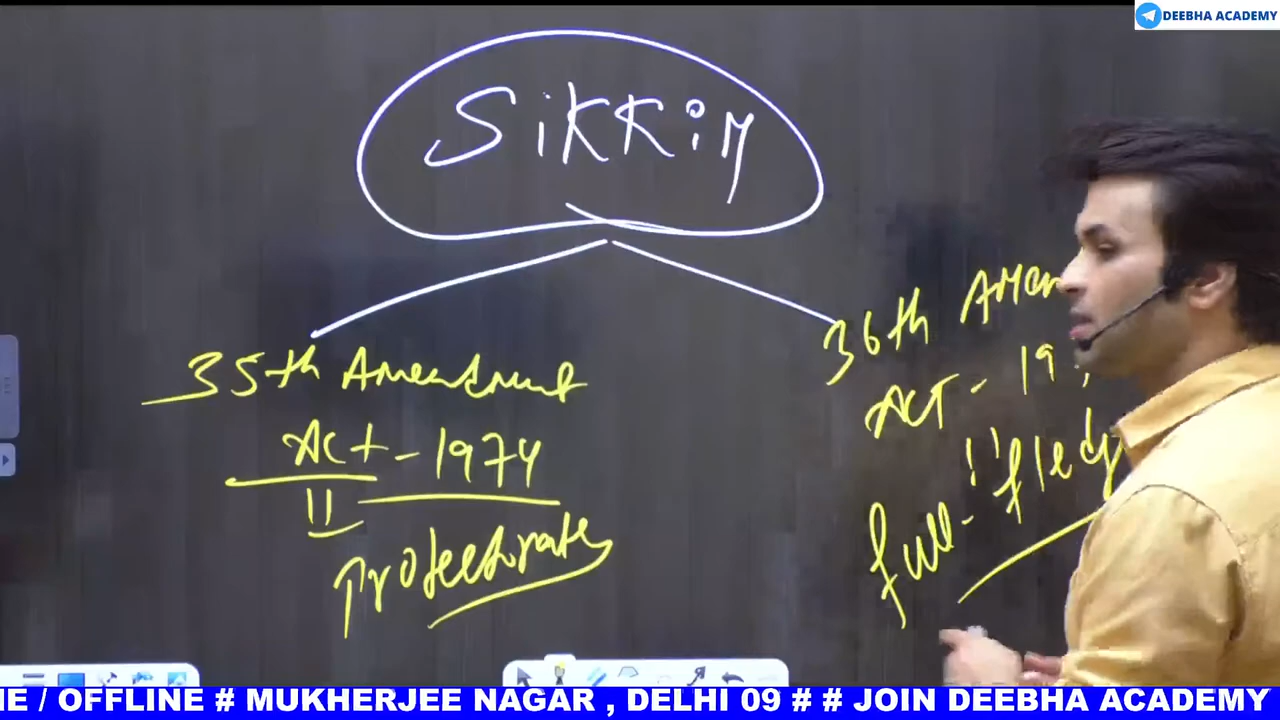 DEEBHA ACADEMY
SiKKiM
35th Amendment
Act - 1974
Protectorate
36th Amen
ACT - 19
full-fledg
NE / OFFLINE # MUKHERJEE NAGAR , DELHI 09 # # JOIN DEEBHA ACADEMY